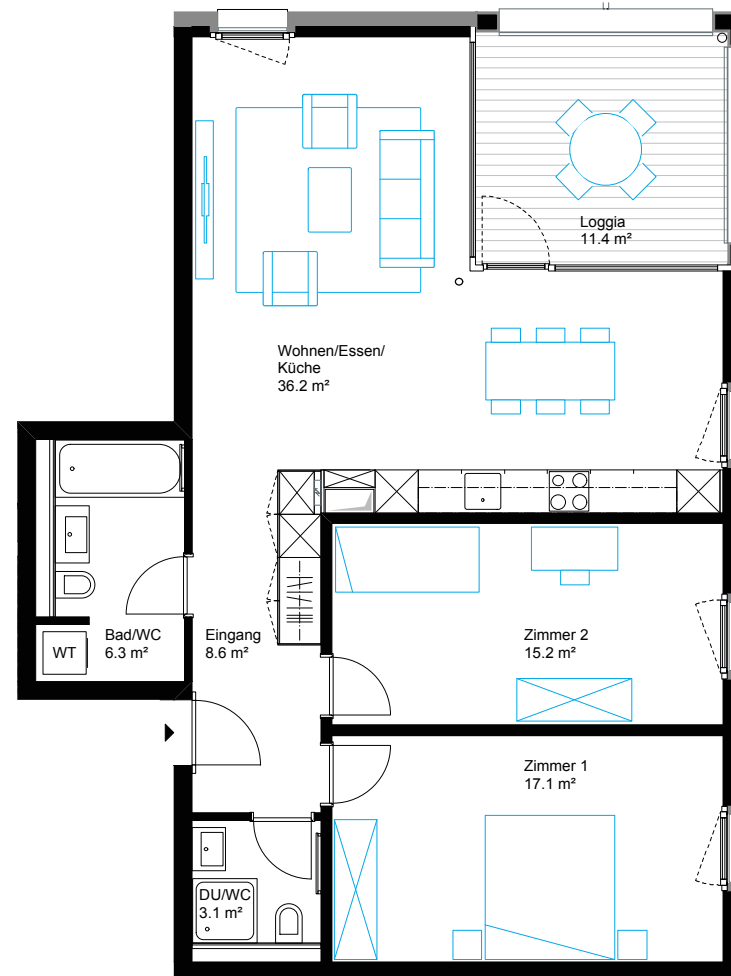 Loggia
11.4 m²
Wohnen/Essen/
Küche
36.2 m²
Bad/WC
6.3 m²
WT
Eingang
8.6 m²
Zimmer 2
15.2 m²
Zimmer 1
17.1 m²
DU/WC
3.1 m²